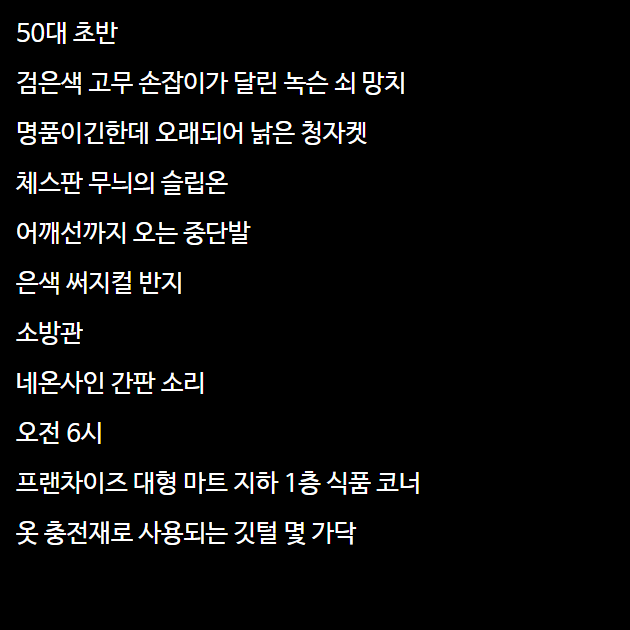 50대 초반
검은색 고무 손잡이가 달린 녹슨 쇠 망치
명품이긴한데 오래되어 낡은 청자켓
체스판 무늬의 슬립온
어깨선까지 오는 중단발
은색 써지컬 반지
소방관
네온사인 간판 소리
오전 6시
프랜차이즈 대형 마트 지하 1층 식품 코너
옷 충전재로 사용되는 깃털 몇 가닥